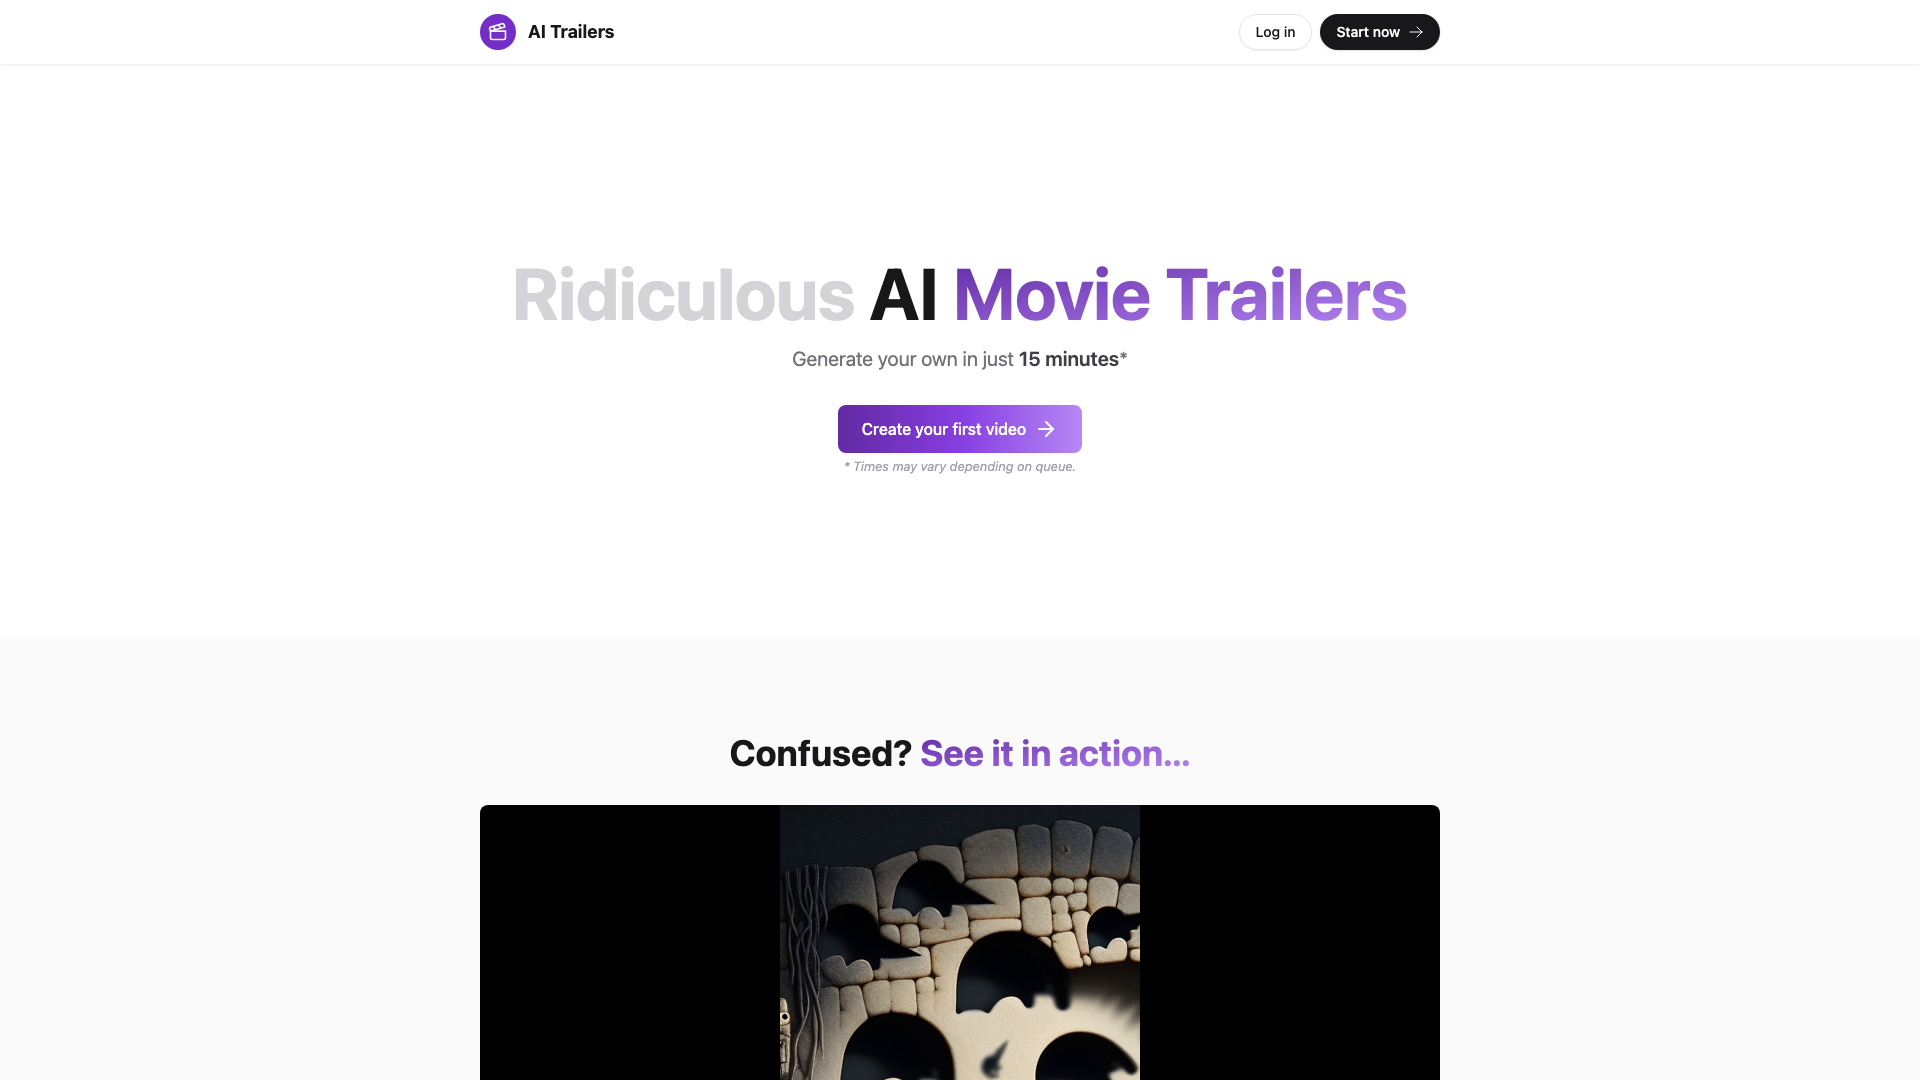 AI Trailers
Log in
Start now
Ridiculous AI Movie Trailers
Generate your own in just 15 minutes*
Create your first video
* Times may vary depending on queue.
Confused? See it in action...